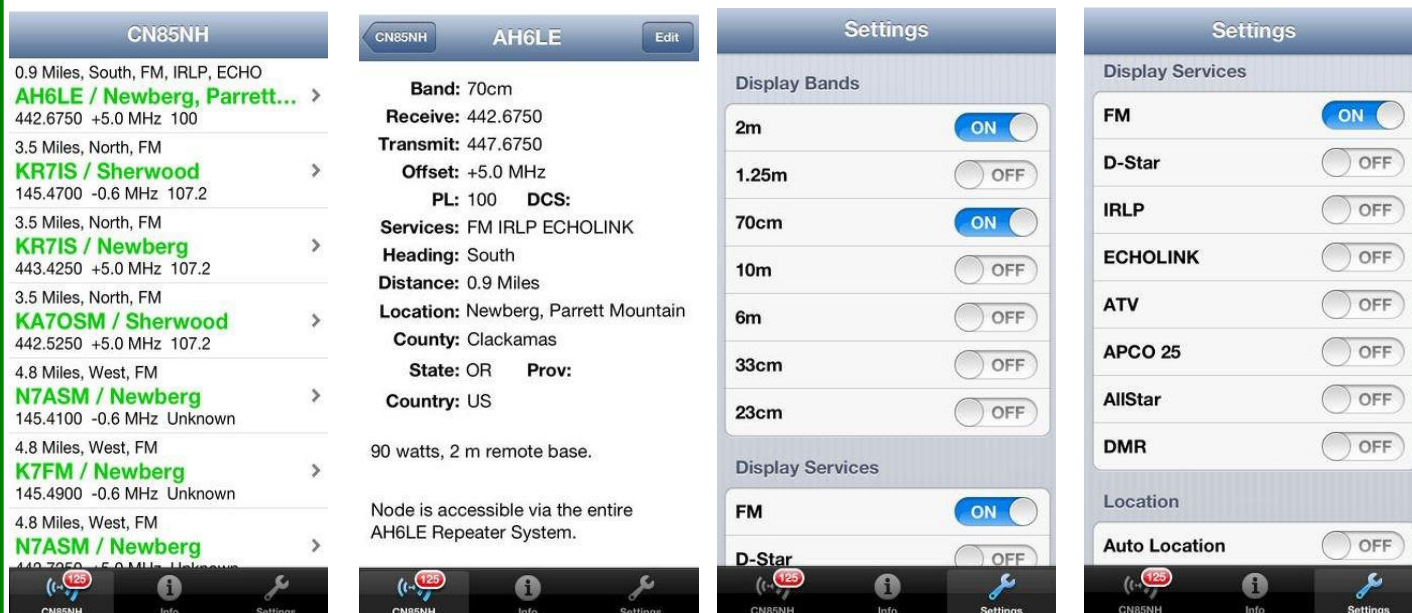 CN85NH
0.9 Miles, South, FM, IRLP, ECHO
AH6LE / Newberg, Parrett...
442.6750 +5.0 MHz 100
3.5 Miles, North, FM
KR7IS / Sherwood
145.4700 -0.6 MHz 107.2
3.5 Miles, North, FM
KR7IS / Newberg
443.4250 +5.0 MHz 107.2
3.5 Miles, North, FM
KA7OSM / Sherwood
442.5250 +5.0 MHz 107.2
4.8 Miles, West, FM
N7ASM / Newberg
145.4100 -0.6 MHz Unknown
4.8 Miles, West, FM
K7FM / Newberg
145.4900 -0.6 MHz Unknown
4.8 Miles, West, FM
N7ASM / Newberg
+5.0 MHz Unknown
125
CN85NH Info Settings
CN85NH AH6LE Edit
Band: 70cm
Receive: 442.6750
Transmit: 447.6750
Offset: +5.0 MHz
PL: 100 DCS:
Services: FM IRLP ECHOLINK
Heading: South
Distance: 0.9 Miles
Location: Newberg, Parrett Mountain
County: Clackamas
State: OR Prov:
Country: US
90 watts, 2 m remote base.
Node is accessible via the entire
AH6LE Repeater System.
125
CN85NH Info Settings
Settings
Display Bands
2m ON
1.25m OFF
70cm ON
10m OFF
6m OFF
33cm OFF
23cm OFF
Display Services
FM ON
D-Star OFF
125
CN85NH Info Settings
Settings
Display Services
FM ON
D-Star OFF
IRLP OFF
ECHOLINK OFF
ATV OFF
APCO 25 OFF
AllStar OFF
DMR OFF
Location
Auto Location OFF
125
CN85NH Info Settings